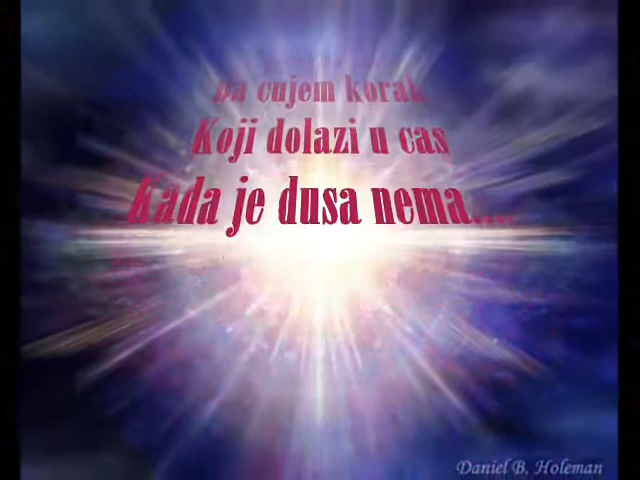 Da cujem korak
Koji dolazi u cas
Kada je dusa nema....
Daniel B. Holeman